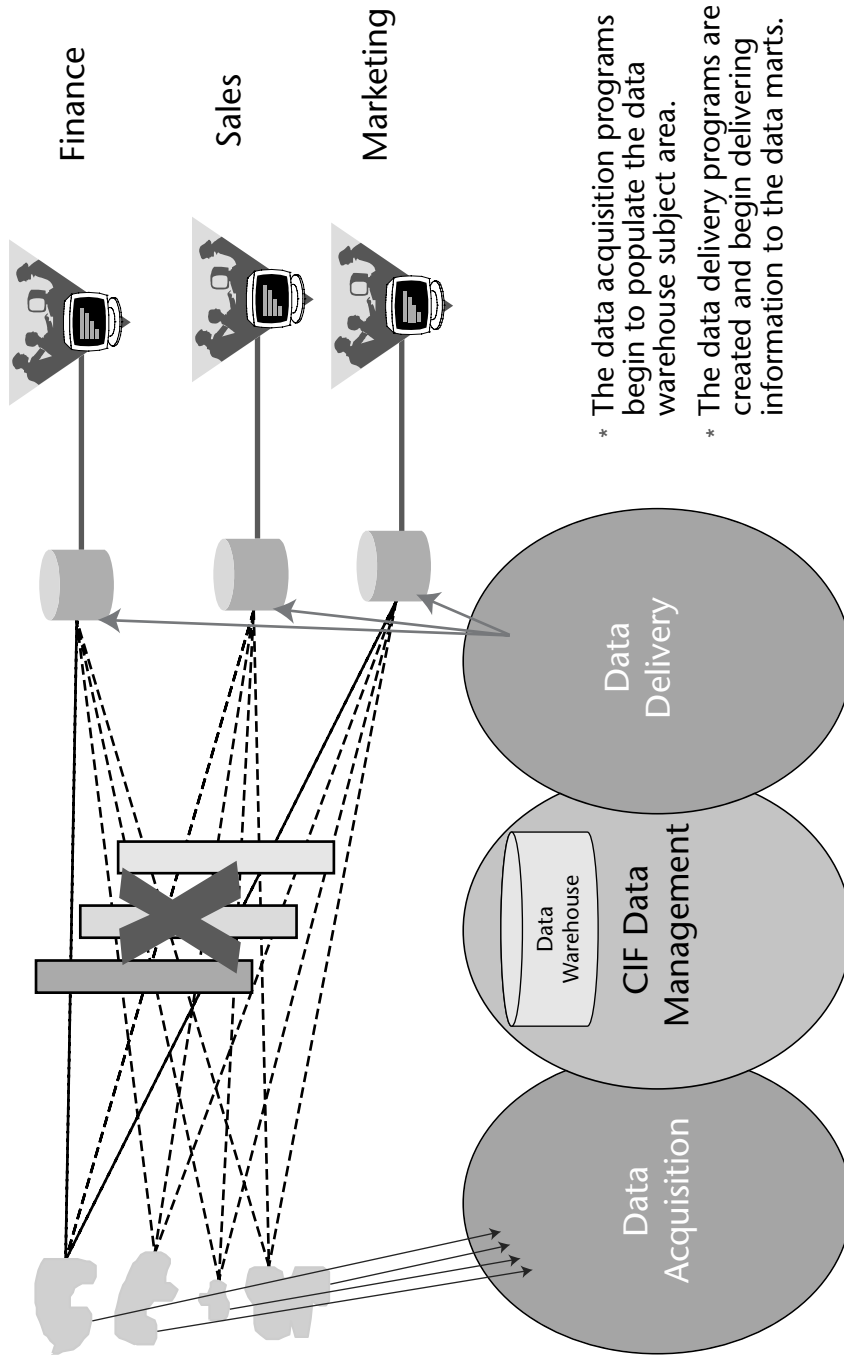 Finance
Sales
Marketing
Data
Acquisition
Data
Warehouse
CIF Data
Management
Data
Delivery
* The data acquisition programs
begin to populate the data
warehouse subject area.
* The data delivery programs are
created and begin delivering
information to the data marts.